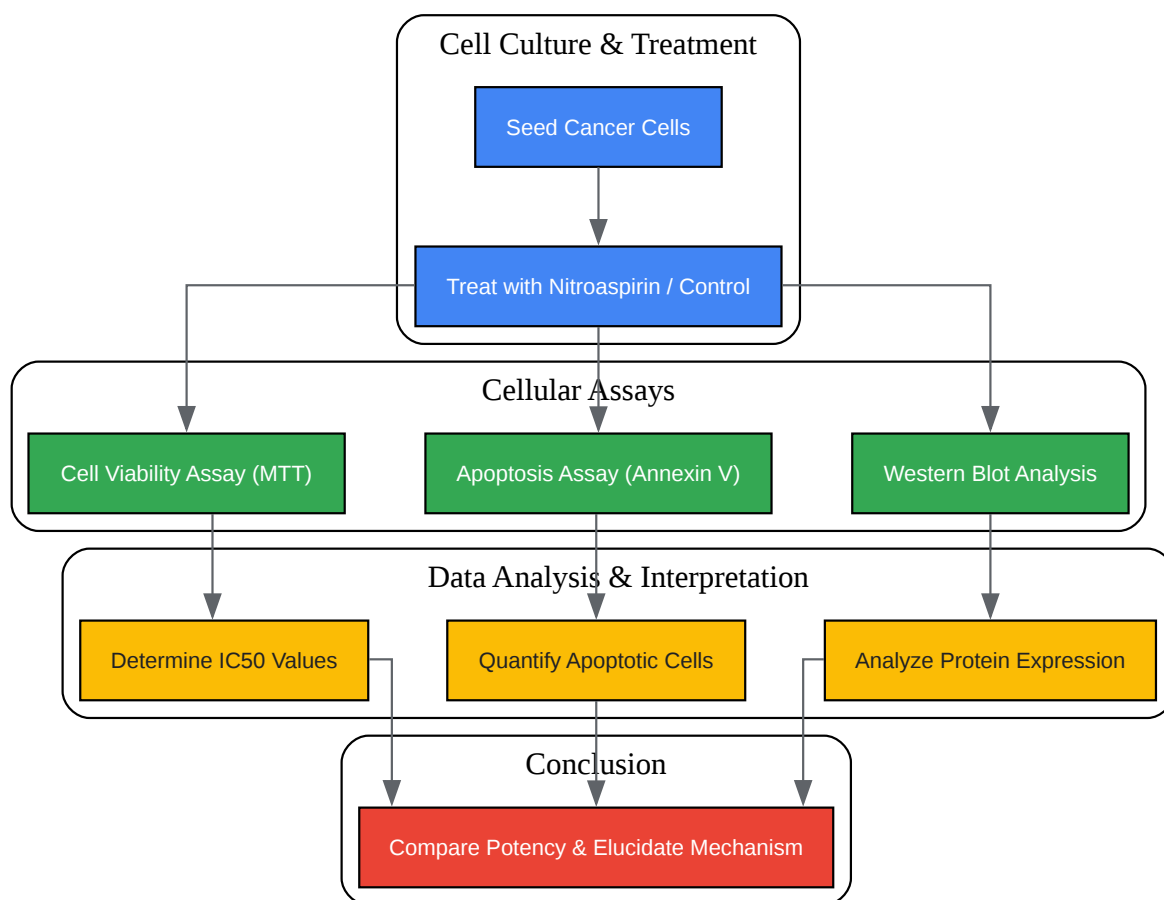 Cell Culture & Treatment
Seed Cancer Cells
Treat with Nitroaspirin / Control
Cellular Assays
Cell Viability Assay (MTT)
Apoptosis Assay (Annexin V)
Western Blot Analysis
Data Analysis & Interpretation
Determine IC50 Values
Quantify Apoptotic Cells
Analyze Protein Expression
Conclusion
Compare Potency & Elucidate Mechanism